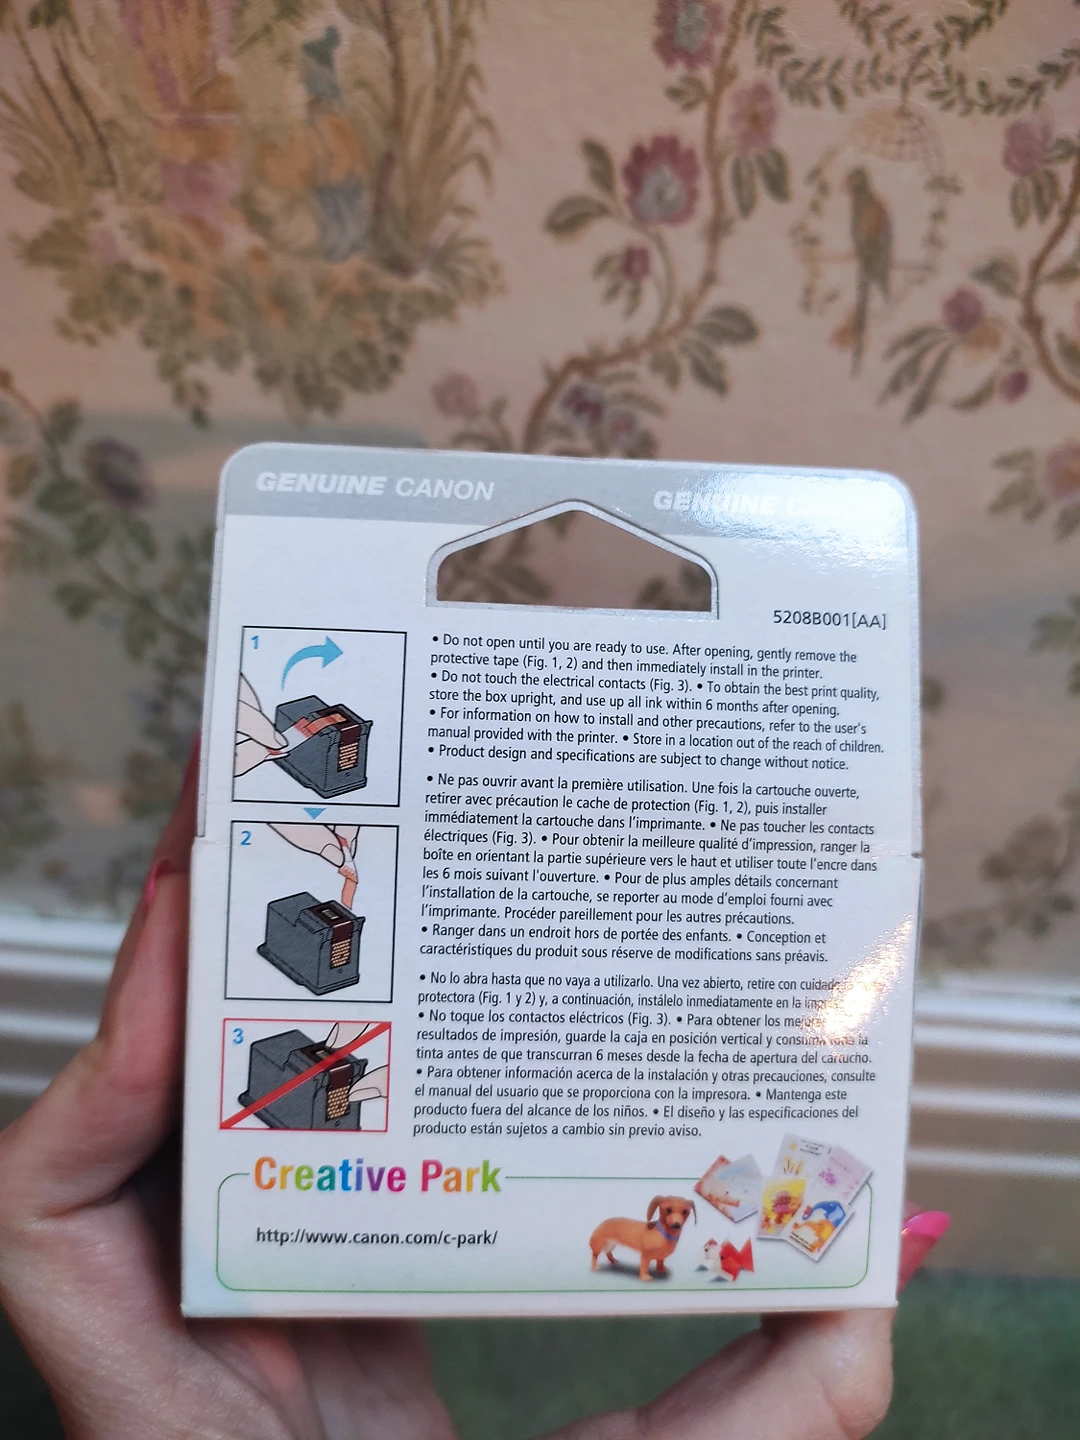 GENUINE CANON
GENUINE CANON
5208B001[AA]
1
2
3
• Do not open until you are ready to use. After opening, gently remove the
protective tape (Fig. 1, 2) and then immediately install in the printer.
• Do not touch the electrical contacts (Fig. 3). • To obtain the best print quality,
store the box upright, and use up all ink within 6 months after opening.
• For information on how to install and other precautions, refer to the user's
manual provided with the printer. • Store in a location out of the reach of children.
• Product design and specifications are subject to change without notice.
• Ne pas ouvrir avant la première utilisation. Une fois la cartouche ouverte,
retirer avec précaution le cache de protection (Fig. 1, 2), puis installer
immédiatement la cartouche dans l'imprimante. • Ne pas toucher les contacts
électriques (Fig. 3). • Pour obtenir la meilleure qualité d'impression, ranger la
boîte en orientant la partie supérieure vers le haut et utiliser toute l'encre dans
les 6 mois suivant l'ouverture. • Pour de plus amples détails concernant
l'installation de la cartouche, se reporter au mode d'emploi fourni avec
l'imprimante. Procéder pareillement pour les autres précautions.
• Ranger dans un endroit hors de portée des enfants. • Conception et
caractéristiques du produit sous réserve de modifications sans préavis.
• No lo abra hasta que no vaya a utilizarlo. Una vez abierto, retire con
protectora (Fig. 1 y 2) y, a continuación, instálelo inmediatamente en la
• No toque los contactos eléctricos (Fig. 3). • Para obtener los mejores
resultados de impresión, guarde la caja en posición vertical y consuma toda la
tinta antes de que transcurran 6 meses desde la fecha de apertura del cartucho.
• Para obtener información acerca de la instalación y otras precauciones, consulte
el manual del usuario que se proporciona con la impresora. • Mantenga este
producto fuera del alcance de los niños. • El diseño y las especificaciones del
producto están sujetos a cambio sin previo aviso.
Creative Park
http://www.canon.com/c-park/